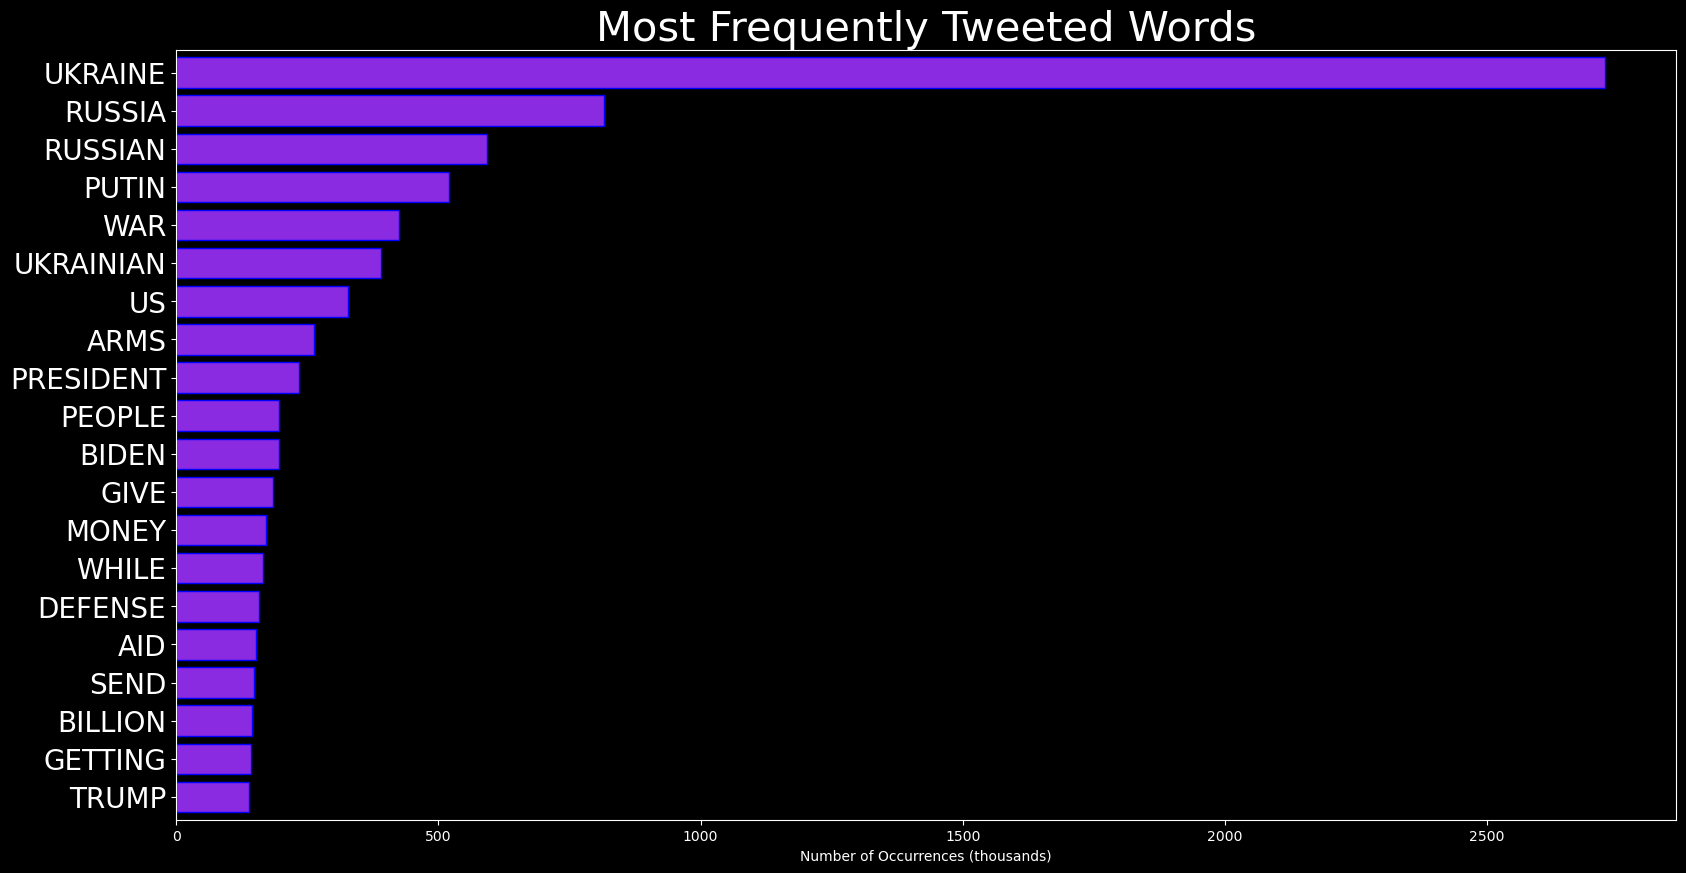 Most Frequently Tweeted Words
UKRAINE
RUSSIA
RUSSIAN
PUTIN
WAR
UKRAINIAN
US
ARMS
PRESIDENT
PEOPLE
BIDEN
GIVE
MONEY
WHILE
DEFENSE
AID
SEND
BILLION
GETTING
TRUMP
0 500 1000 1500 2000 2500
Number of Occurrences (thousands)